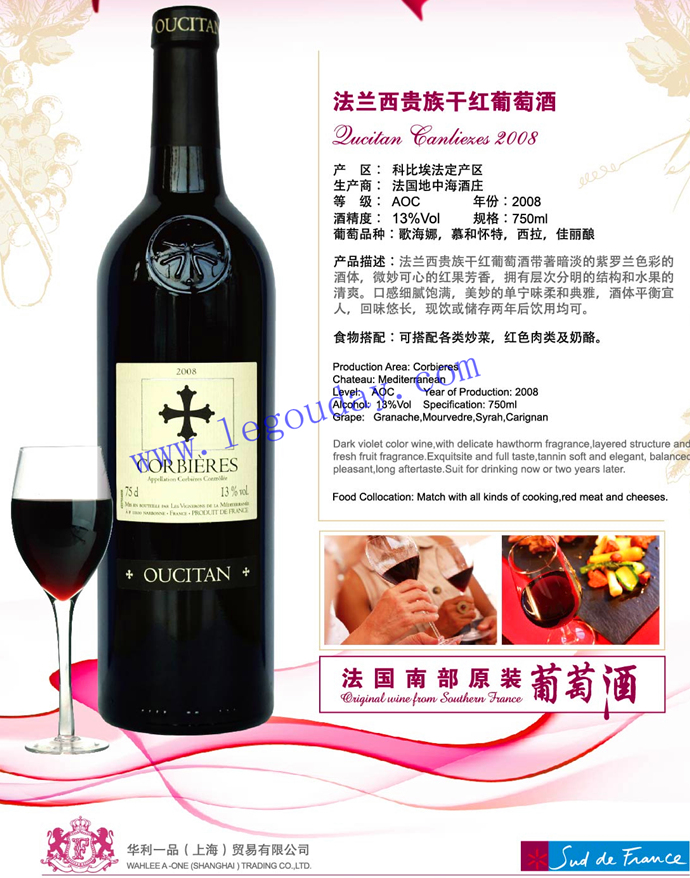 OUCITAN
法兰西贵族干红葡萄酒
Qucitan Canliezes 2008
产 区： 科比埃法定产区
生产商： 法国地中海酒庄
等 级： AOC 年份：2008
酒精度： 13%Vol 规格：750ml
葡萄品种：歌海娜，慕和怀特，西拉，佳丽酿
产品描述：法兰西贵族干红葡萄酒带著暗淡的紫罗兰色彩的
酒体，微妙可心的红果芳香，拥有层次分明的结构和水果的
清爽。口感细腻饱满，美妙的单宁味柔和典雅，酒体平衡宜
人，回味悠长，现饮或储存两年后饮用均可。
食物搭配：可搭配各类炒菜，红色肉类及奶酪。
Production Area: Corbieres
Chateau: Mediterranean
Level: AOC Year of Production: 2008
Alcohol: 13%Vol Specification: 750ml
Grape: Granache,Mourvedre,Syrah,Carignan
Dark violet color wine,with delicate hawthorm fragrance,layered structure and
fresh fruit fragrance.Exquitsite and full taste,tannin soft and elegant, balanced
pleasant,long aftertaste.Suit for drinking now or two years later.
Food Collocation: Match with all kinds of cooking,red meat and cheeses.
www.legouday.com
2008
CORBIÈRES
Appellation Corbières Contrôlée
75 cl 13 % vol.
Mis en bouteille par Les Vignerons de la Méditerranée
NARBONNE - FRANCE - PRODUIT DE FRANCE
OUCITAN
法国南部原装葡萄酒
Original wine from Southern France
F
华利一品（上海）贸易有限公司
WAHLEE A -ONE (SHANGHAI ) TRADING CO.,LTD.
Sud de France